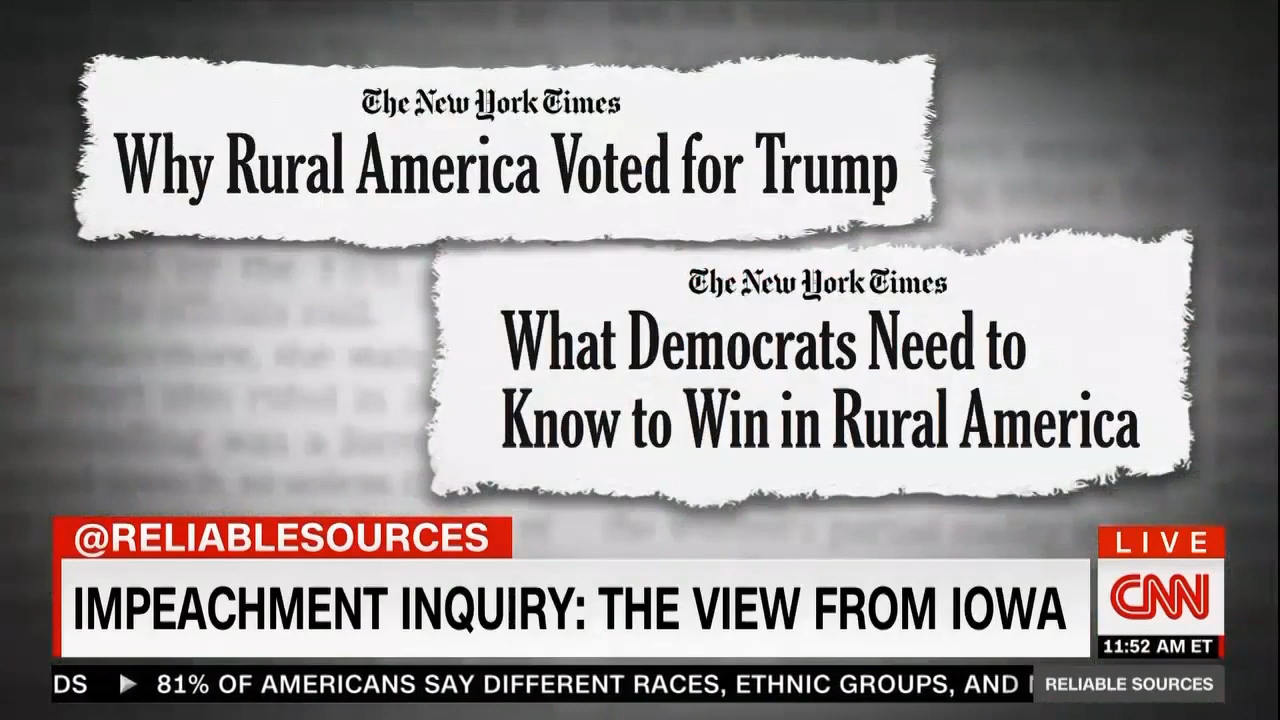 The New York Times
Why Rural America Voted for Trump
The New York Times
What Democrats Need to
Know to Win in Rural America
@RELIABLESOURCES
IMPEACHMENT INQUIRY: THE VIEW FROM IOWA
LIVE
CNN
11:52 AM ET
DS ▶ 81% OF AMERICANS SAY DIFFERENT RACES, ETHNIC GROUPS, AND
RELIABLE SOURCES